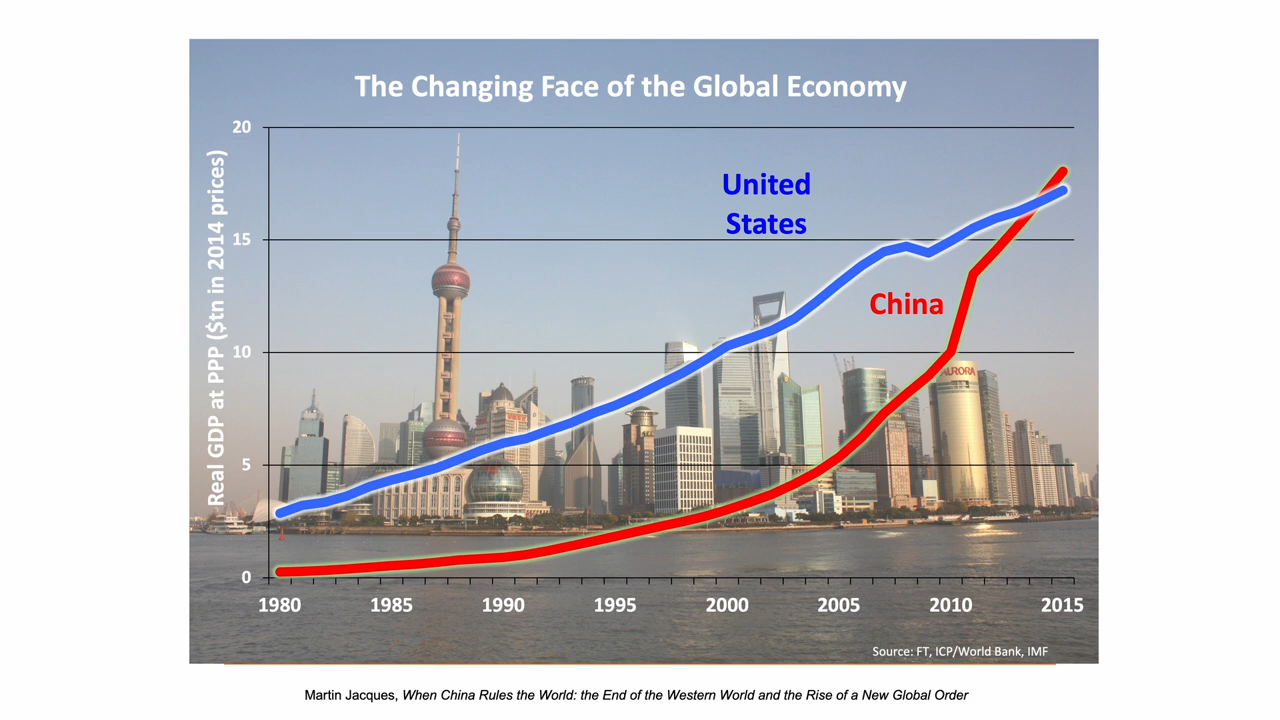 The Changing Face of the Global Economy
Real GDP at PPP ($tn in 2014 prices)
20
15
10
5
0
United
States
China
AURORA
1980 1985 1990 1995 2000 2005 2010 2015
Source: FT, ICP/World Bank, IMF
Martin Jacques, When China Rules the World: the End of the Western World and the Rise of a New Global Order